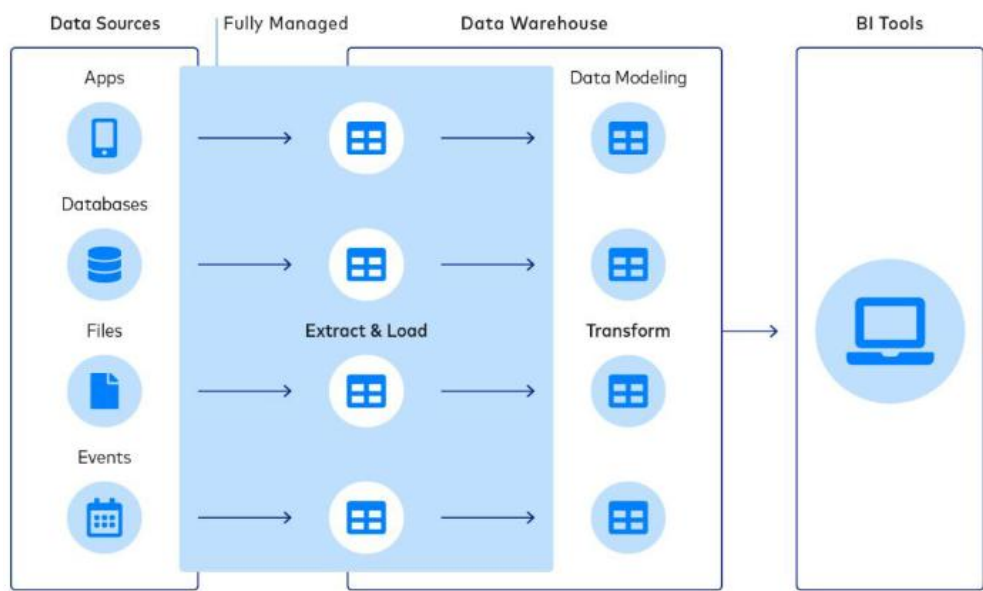 Data Sources
Fully Managed
Data Warehouse
BI Tools
Apps
Data Modeling
Databases
Files
Extract & Load
Transform
Events